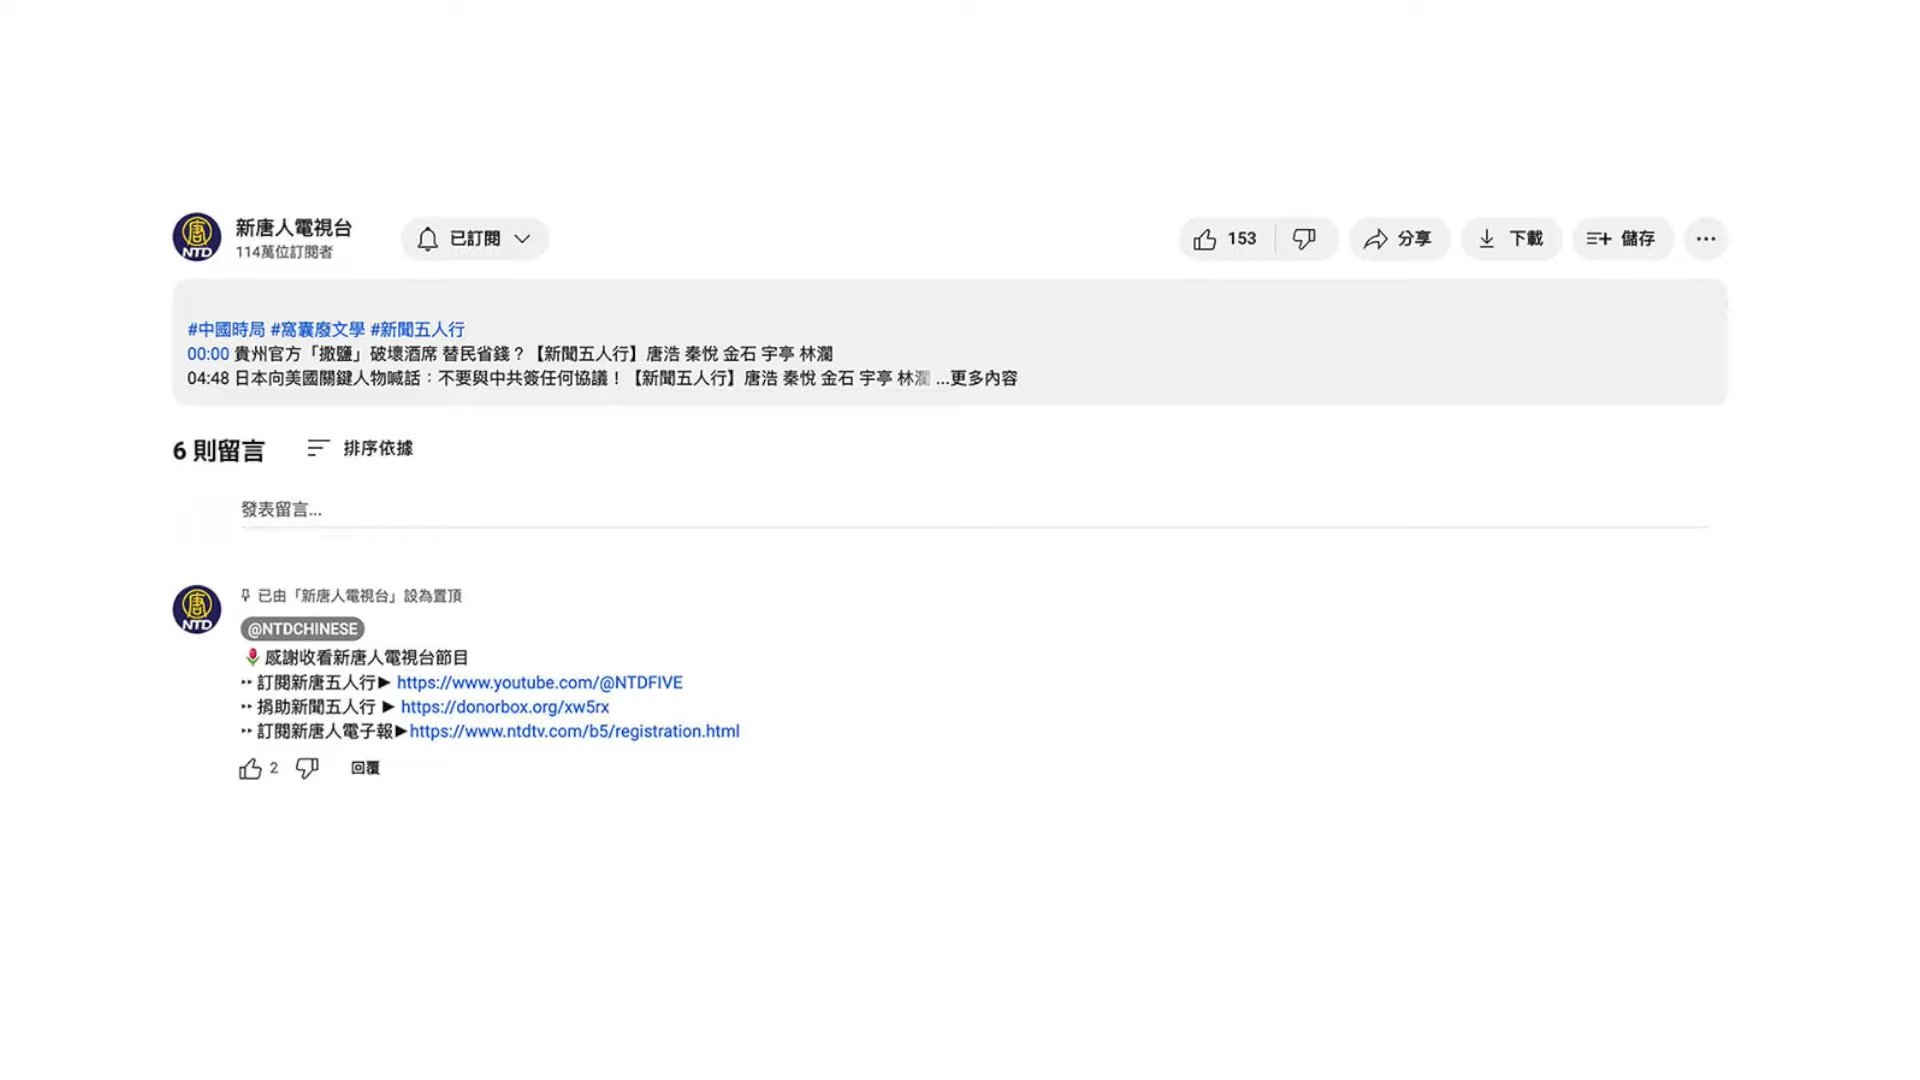 唐
NTD
新唐人電視台
114萬位訂閱者
已訂閱
153
分享
下載
儲存
#中國時局 #窩囊廢文學 #新聞五人行
00:00 貴州官方「撒鹽」破壞酒席 替民省錢？【新聞五人行】唐浩 秦悅 金石 宇亭 林瀾
04:48 日本向美國關鍵人物喊話：不要與中共簽任何協議！【新聞五人行】唐浩 秦悅 金石 宇亭 林瀾 ...更多內容
6 則留言
排序依據
發表留言...
唐
NTD
已由「新唐人電視台」設為置頂
@NTDCHINESE
🌷感謝收看新唐人電視台節目
👀訂閱新唐五人行▶ https://www.youtube.com/@NTDFIVE
👀捐助新聞五人行 ▶ https://donorbox.org/xw5rx
👀訂閱新唐人電子報▶https://www.ntdtv.com/b5/registration.html
2
回覆